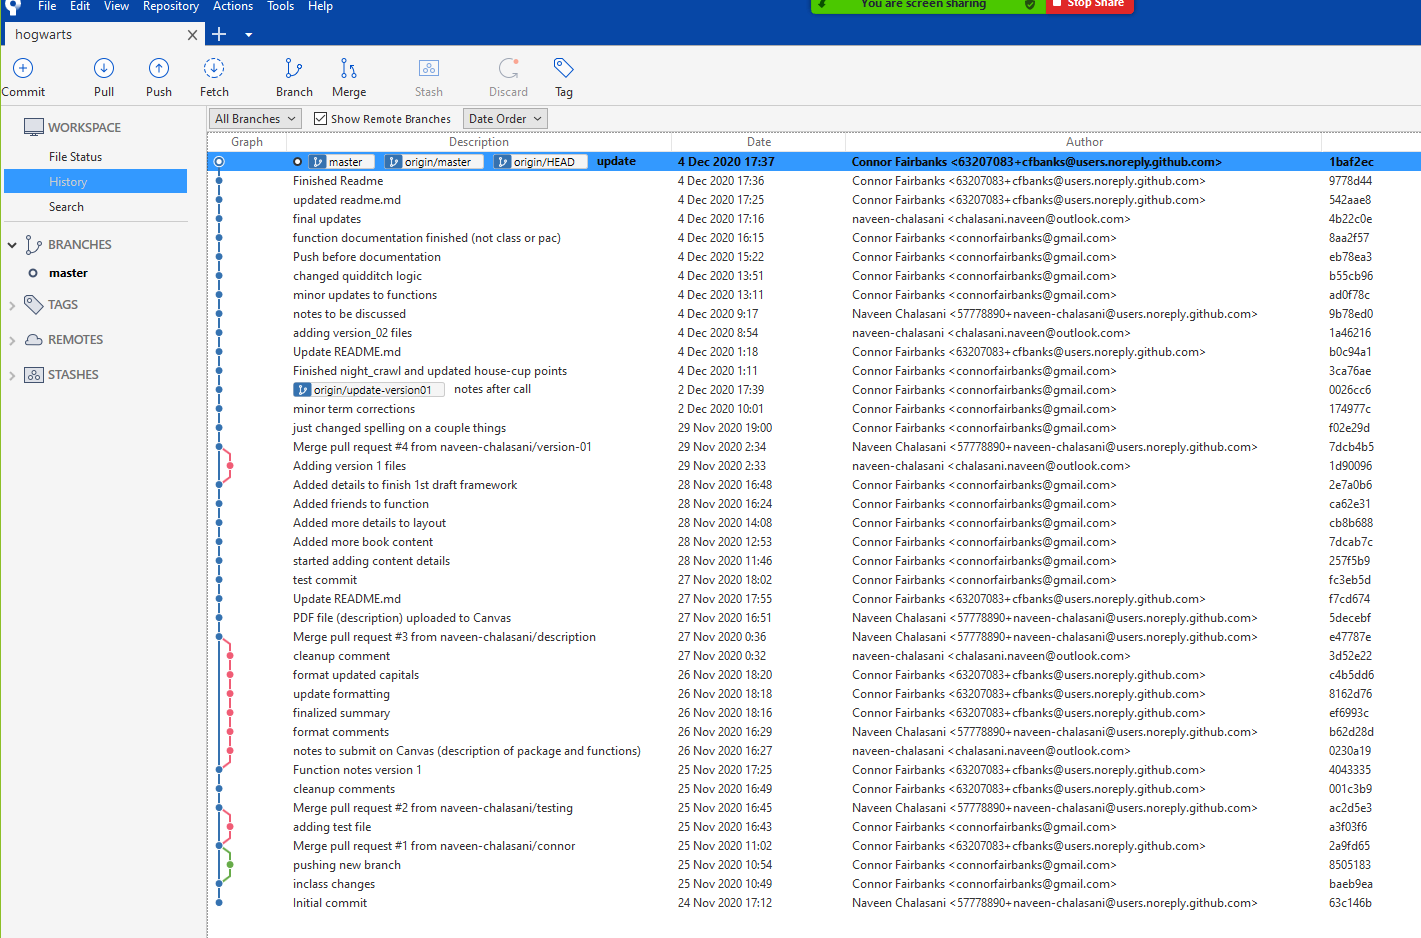 File Edit View Repository Actions Tools Help
You are screen sharing Stop Share
hogwarts
Commit Pull Push Fetch Branch Merge Stash Discard Tag
WORKSPACE
File Status
History
Search
BRANCHES
master
TAGS
REMOTES
STASHES
All Branches Show Remote Branches Date Order
Graph Description Date Author
master origin/master origin/HEAD update 4 Dec 2020 17:37 Connor Fairbanks <63207083+cfbanks@users.noreply.github.com> 1baf2ec
Finished Readme 4 Dec 2020 17:36 Connor Fairbanks <63207083+cfbanks@users.noreply.github.com> 9778d44
updated readme.md 4 Dec 2020 17:25 Connor Fairbanks <63207083+cfbanks@users.noreply.github.com> 542aae8
final updates 4 Dec 2020 17:16 naveen-chalasani <chalasani.naveen@outlook.com> 4b22c0e
function documentation finished (not class or pac) 4 Dec 2020 16:15 Connor Fairbanks <connorfairbanks@gmail.com> 8aa2f57
Push before documentation 4 Dec 2020 15:22 Connor Fairbanks <connorfairbanks@gmail.com> eb78ea3
changed quidditch logic 4 Dec 2020 13:51 Connor Fairbanks <connorfairbanks@gmail.com> b55cb96
minor updates to functions 4 Dec 2020 13:11 Connor Fairbanks <connorfairbanks@gmail.com> ad0f78c
notes to be discussed 4 Dec 2020 9:17 Naveen Chalasani <57778890+naveen-chalasani@users.noreply.github.com> 9b78ed0
adding version_02 files 4 Dec 2020 8:54 naveen-chalasani <chalasani.naveen@outlook.com> 1a46216
Update README.md 4 Dec 2020 1:18 Connor Fairbanks <63207083+cfbanks@users.noreply.github.com> b0c94a1
Finished night_crawl and updated house-cup points 4 Dec 2020 1:11 Connor Fairbanks <connorfairbanks@gmail.com> 3ca76ae
origin/update-version01 notes after call 2 Dec 2020 17:39 Connor Fairbanks <connorfairbanks@gmail.com> 0026cc6
minor term corrections 2 Dec 2020 10:01 Connor Fairbanks <connorfairbanks@gmail.com> 174977c
just changed spelling on a couple things 29 Nov 2020 19:00 Connor Fairbanks <connorfairbanks@gmail.com> f02e29d
Merge pull request #4 from naveen-chalasani/version-01 29 Nov 2020 2:34 Naveen Chalasani <57778890+naveen-chalasani@users.noreply.github.com> 7dcb4b5
Adding version 1 files 29 Nov 2020 2:33 naveen-chalasani <chalasani.naveen@outlook.com> 1d90096
Added details to finish 1st draft framework 28 Nov 2020 16:48 Connor Fairbanks <connorfairbanks@gmail.com> 2e7a0b6
Added friends to function 28 Nov 2020 16:24 Connor Fairbanks <connorfairbanks@gmail.com> ca62e31
Added more details to layout 28 Nov 2020 14:08 Connor Fairbanks <connorfairbanks@gmail.com> cb8b688
Added more book content 28 Nov 2020 12:53 Connor Fairbanks <connorfairbanks@gmail.com> 7dcab7c
started adding content details 28 Nov 2020 11:46 Connor Fairbanks <connorfairbanks@gmail.com> 257f5b9
test commit 27 Nov 2020 18:02 Connor Fairbanks <connorfairbanks@gmail.com> fc3eb5d
Update README.md 27 Nov 2020 17:55 Connor Fairbanks <63207083+cfbanks@users.noreply.github.com> f7cd674
PDF file (description) uploaded to Canvas 27 Nov 2020 16:51 Naveen Chalasani <57778890+naveen-chalasani@users.noreply.github.com> 5decebf
Merge pull request #3 from naveen-chalasani/description 27 Nov 2020 0:36 Naveen Chalasani <57778890+naveen-chalasani@users.noreply.github.com> e47787e
cleanup comment 27 Nov 2020 0:32 naveen-chalasani <chalasani.naveen@outlook.com> 3d52e22
format updated capitals 26 Nov 2020 18:20 Connor Fairbanks <63207083+cfbanks@users.noreply.github.com> c4b5dd6
update formatting 26 Nov 2020 18:18 Connor Fairbanks <63207083+cfbanks@users.noreply.github.com> 8162d76
finalized summary 26 Nov 2020 18:16 Connor Fairbanks <63207083+cfbanks@users.noreply.github.com> ef6993c
format comments 26 Nov 2020 16:29 Naveen Chalasani <57778890+naveen-chalasani@users.noreply.github.com> b62d28d
notes to submit on Canvas (description of package and functions) 26 Nov 2020 16:27 naveen-chalasani <chalasani.naveen@outlook.com> 0230a19
Function notes version 1 25 Nov 2020 17:25 Connor Fairbanks <63207083+cfbanks@users.noreply.github.com> 4043335
cleanup comments 25 Nov 2020 16:49 Connor Fairbanks <63207083+cfbanks@users.noreply.github.com> 001c3b9
Merge pull request #2 from naveen-chalasani/testing 25 Nov 2020 16:45 Naveen Chalasani <57778890+naveen-chalasani@users.noreply.github.com> ac2d5e3
adding test file 25 Nov 2020 16:43 Connor Fairbanks <connorfairbanks@gmail.com> a3f03f6
Merge pull request #1 from naveen-chalasani/connor 25 Nov 2020 11:02 Connor Fairbanks <63207083+cfbanks@users.noreply.github.com> 2a9fd65
pushing new branch 25 Nov 2020 10:54 Connor Fairbanks <connorfairbanks@gmail.com> 8505183
inclass changes 25 Nov 2020 10:49 Connor Fairbanks <connorfairbanks@gmail.com> baeb9ea
Initial commit 24 Nov 2020 17:12 Naveen Chalasani <57778890+naveen-chalasani@users.noreply.github.com> 63c146b